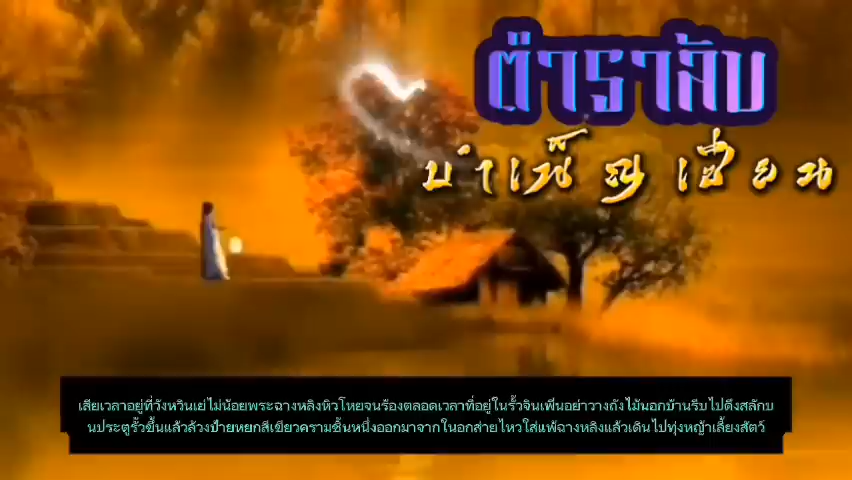 ตำราลับ
บำเพ็ญเซียน
เสียเวลาอยู่ที่วังหวินเย่ไม่น้อยพระฉางหลิงหิวโหยจนร้องตลอดเวลาที่อยู่ในรั้วจินเฟินอย่าวางถังไม้นอกบ้านรีบไปดึงสลักบ
นประตูรั้วขึ้นแล้วล้วงป้ายหยกสีเขียวครามชิ้นหนึ่งออกมาจากในอกส่ายไหวใส่แพ้ฉางหลิงแล้วเดินไปทุ่งหญ้าเลี้ยงสัตว์